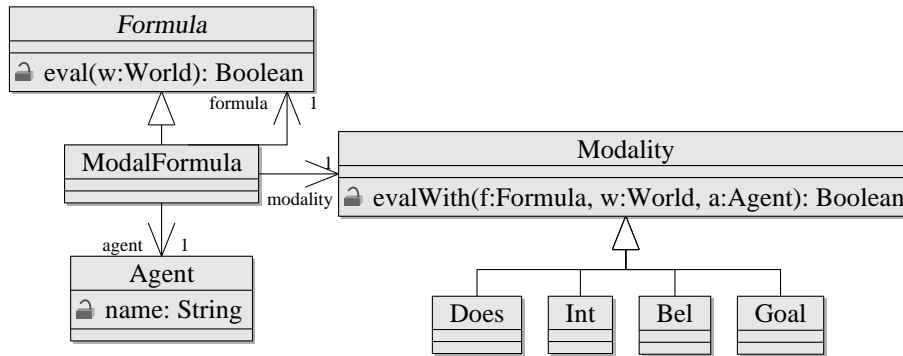 Formula
eval(w:World): Boolean
formula 1
ModalFormula
modality 1
Modality
evalWith(f:Formula, w:World, a:Agent): Boolean
agent 1
Agent
name: String
Does Int Bel Goal